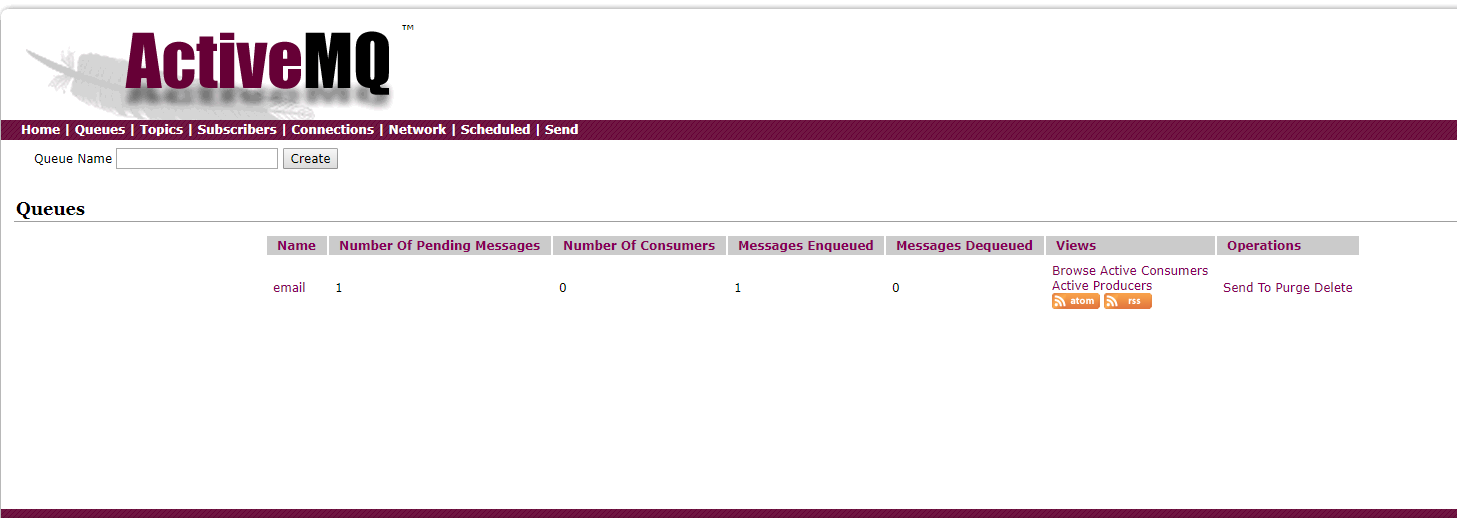 ActiveMQ ™
Home | Queues | Topics | Subscribers | Connections | Network | Scheduled | Send
Queue Name Create
Queues
Name Number Of Pending Messages Number Of Consumers Messages Enqueued Messages Dequeued Views Operations
email 1 0 1 0 Browse Active Consumers
Active Producers
atom rss
Send To Purge Delete